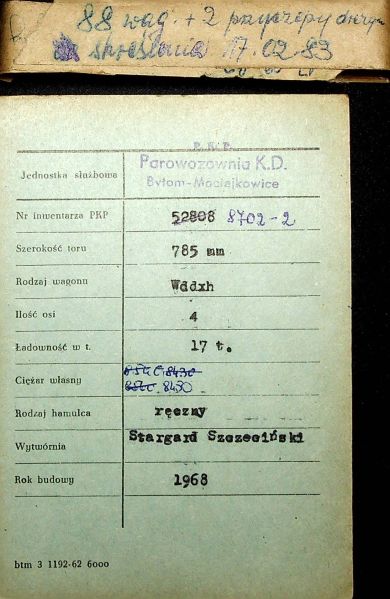 88 wag. + 2 przyczepy
skreślenia 17.02.83
P. K. P.
Parowozownia K.D.
Bytom-Maciejkowice
Jednostka służbowa
Nr inwentarza PKP 52808 8702-2
Szerokość toru 785 mm
Rodzaj wagonu Wddxh
Ilość osi 4
Ładowność w t. 17 t.
Ciężar własny 8430
8430
Rodzaj hamulca ręczny
Wytwórnia Stargard Szczeciński
Rok budowy 1968
btm 3 1192-62 6000